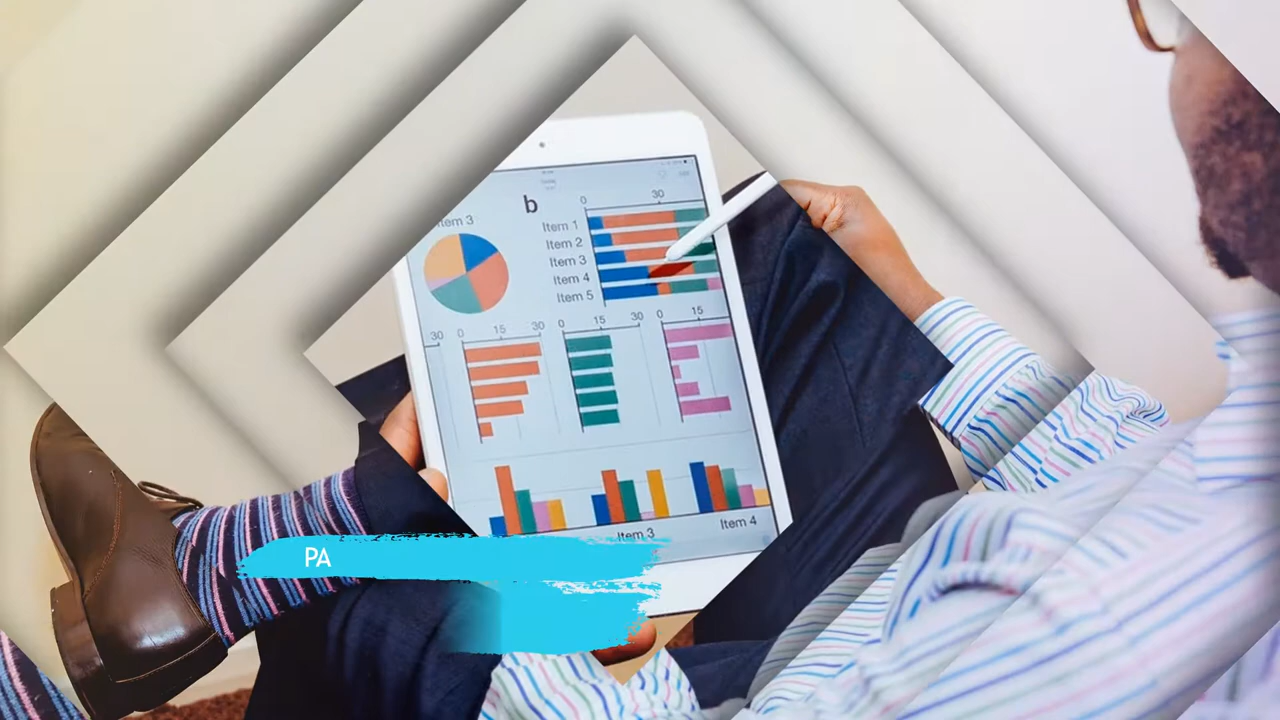 Item 3
b
0 30
Item 1
Item 2
Item 3
Item 4
Item 5
30 0 15 30 0 15 30 0 15
Item 3
Item 4
PA